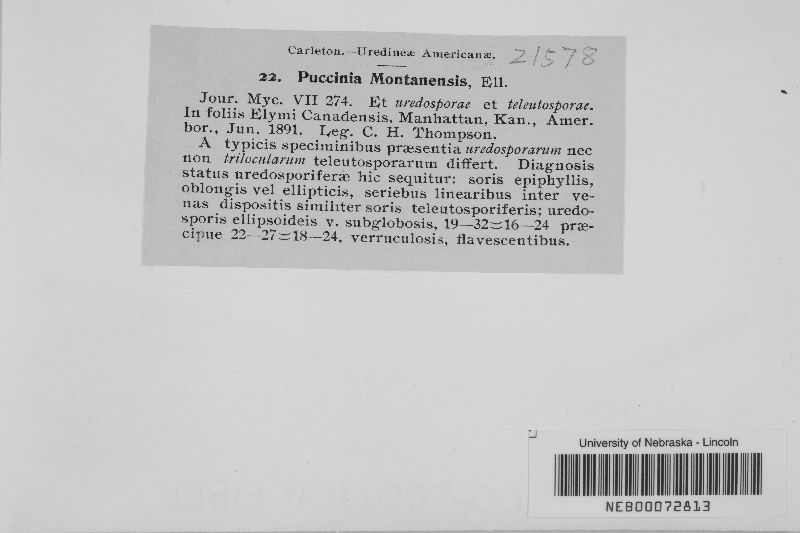 Carleton.—Uredineæ Americanæ. 21578
22. Puccinia Montanensis, Ell.
Jour. Myc. VII 274. Et uredosporae et teleutosporae.
In foliis Elymi Canadensis, Manhattan, Kan., Amer.
bor., Jun. 1891. Leg. C. H. Thompson.
A typicis speciminibus præsentia uredosporarum nec
non trilocularum teleutosporarum differt. Diagnosis
status uredosporiferæ hic sequitur: soris epiphyllis,
oblongis vel ellipticis, seriebus linearibus inter ve-
nas dispositis similiter soris teleutosporiferis; uredo-
sporis ellipsoideis v. subglobosis, 19—32=16—24 præ-
cipue 22—27=18—24, verruculosis, flavescentibus.
University of Nebraska - Lincoln
NEB00072813